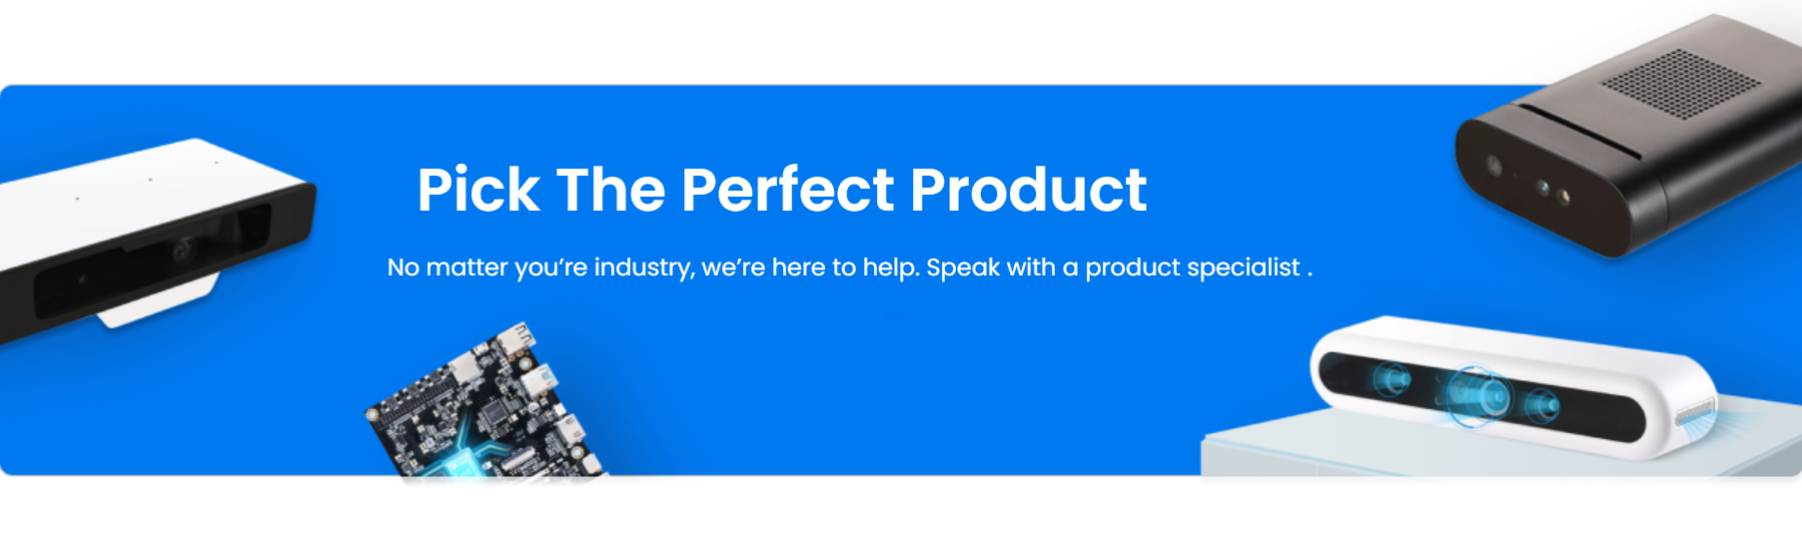 Pick The Perfect Product
No matter you’re industry, we’re here to help. Speak with a product specialist .